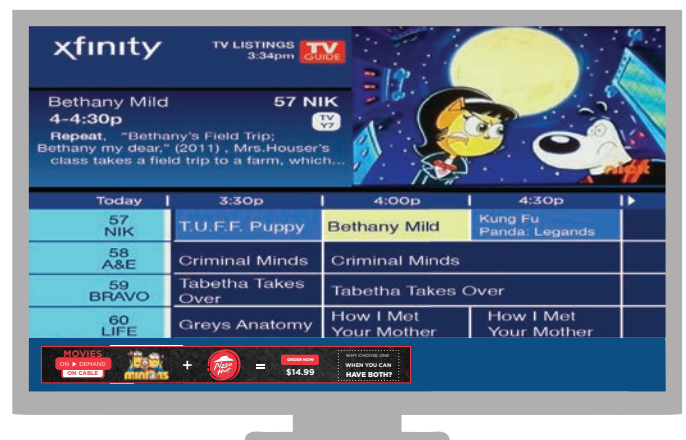 xfinity
TV LISTINGS
3:34pm
TV
GUIDE
Bethany Mild
57 NIK
4-4:30p
TV
Y7
Repeat, "Bethany's Field Trip;
Bethany my dear," (2011) , Mrs.Houser's
class takes a field trip to a farm, which...
nick
Today
3:30p
4:00p
4:30p
57
NIK
T.U.F.F. Puppy
Bethany Mild
Kung Fu
Panda: Legands
58
A&E
Criminal Minds
Criminal Minds
59
BRAVO
Tabetha Takes
Over
Tabetha Takes Over
60
LIFE
Greys Anatomy
How I Met
Your Mother
How I Met
Your Mother
MOVIES
ON DEMAND
ON CABLE
minions
+
Pizza
Hut
=
ORDER NOW
$14.99
WHY CHOOSE ONE
WHEN YOU CAN
HAVE BOTH?